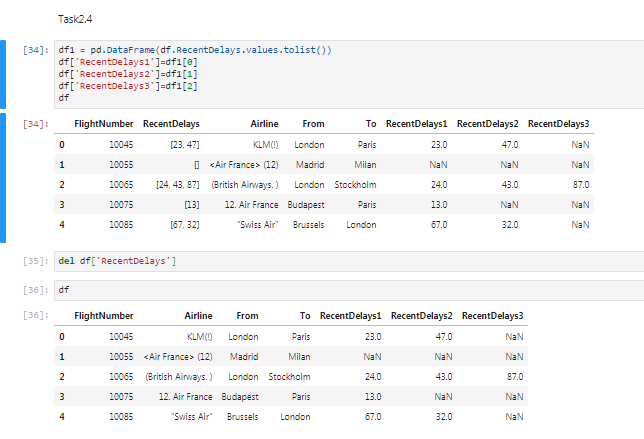 Task2.4
[34]: df1 = pd.DataFrame(df.RecentDelays.values.tolist())
df['RecentDelays1']=df1[0]
df['RecentDelays2']=df1[1]
df['RecentDelays3']=df1[2]
df
[34]: FlightNumber RecentDelays Airline From To RecentDelays1 RecentDelays2 RecentDelays3
0 10045 [23, 47] KLM(!) London Paris 23.0 47.0 NaN
1 10055 [] <Air France> (12) Madrid Milan NaN NaN NaN
2 10065 [24, 43, 87] (British Airways. ) London Stockholm 24.0 43.0 87.0
3 10075 [13] 12. Air France Budapest Paris 13.0 NaN NaN
4 10085 [67, 32] "Swiss Air" Brussels London 67.0 32.0 NaN
[35]: del df['RecentDelays']
[36]: df
[36]: FlightNumber Airline From To RecentDelays1 RecentDelays2 RecentDelays3
0 10045 KLM(!) London Paris 23.0 47.0 NaN
1 10055 <Air France> (12) Madrid Milan NaN NaN NaN
2 10065 (British Airways. ) London Stockholm 24.0 43.0 87.0
3 10075 12. Air France Budapest Paris 13.0 NaN NaN
4 10085 "Swiss Air" Brussels London 67.0 32.0 NaN